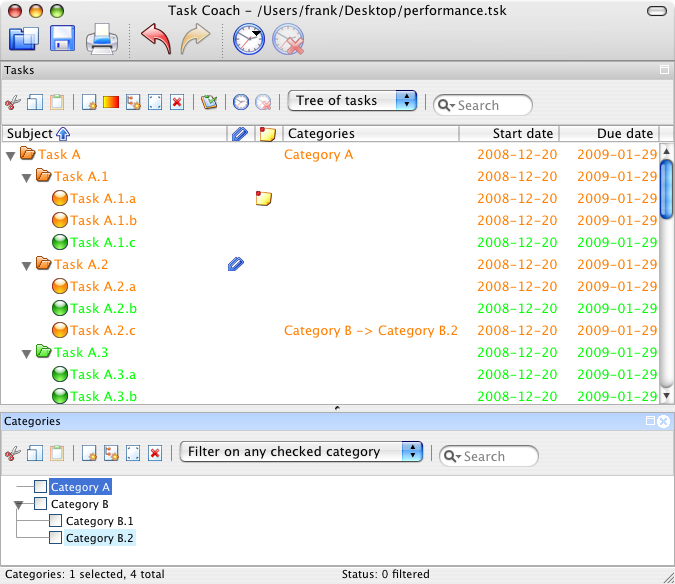 Task Coach - /Users/frank/Desktop/performance.tsk
Tasks
Tree of tasks Search
Subject Categories Start date Due date
Task A Category A 2008-12-20 2009-01-29
Task A.1 2008-12-20 2009-01-29
Task A.1.a 2008-12-20 2009-01-29
Task A.1.b 2008-12-20 2009-01-29
Task A.1.c 2008-12-20 2009-01-29
Task A.2 2008-12-20 2009-01-29
Task A.2.a 2008-12-20 2009-01-29
Task A.2.b 2008-12-20 2009-01-29
Task A.2.c Category B -> Category B.2 2008-12-20 2009-01-29
Task A.3 2008-12-20 2009-01-29
Task A.3.a 2008-12-20 2009-01-29
Task A.3.b 2008-12-20 2009-01-29
Categories
Filter on any checked category Search
Category A
Category B
Category B.1
Category B.2
Categories: 1 selected, 4 total Status: 0 filtered